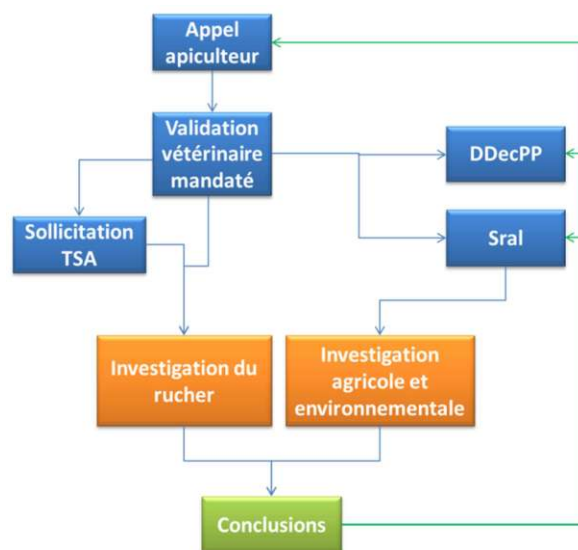 Appel
apiculteur
Validation
vétérinaire
mandaté
DDecPP
Sollicitation
TSA
Sral
Investigation du
rucher
Investigation
agricole et
environnementale
Conclusions